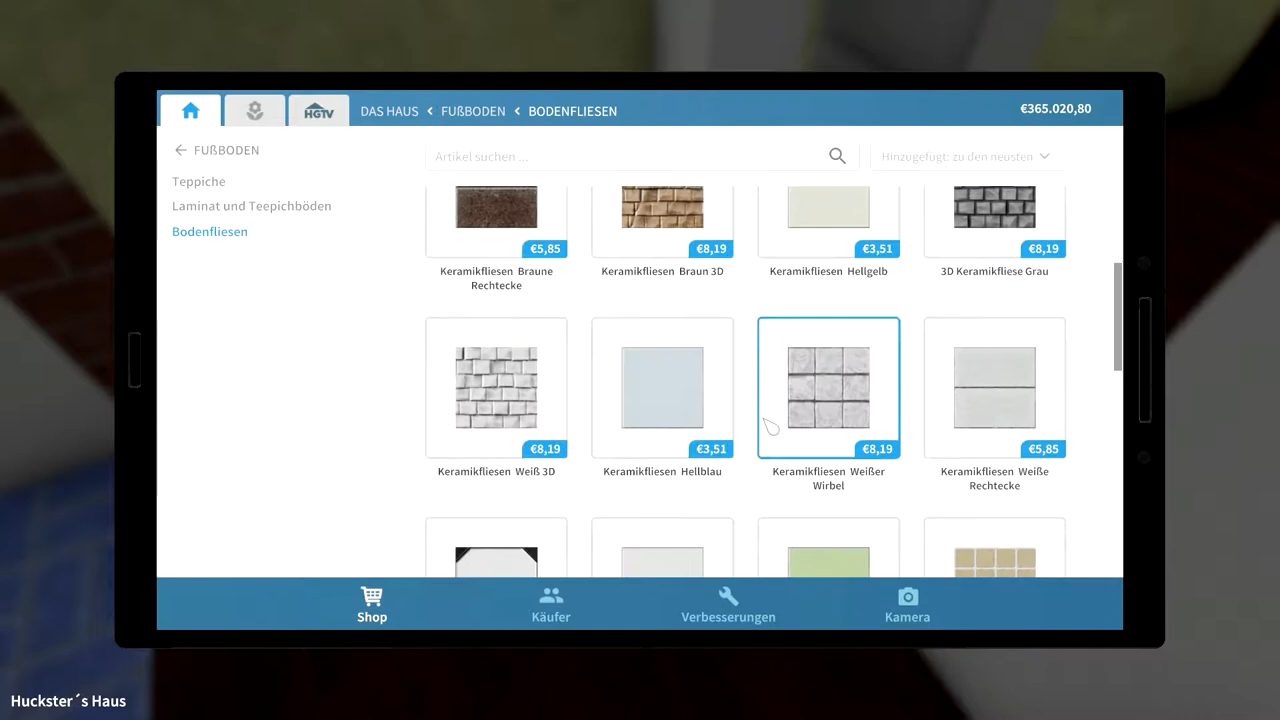 HGTV
DAS HAUS < FUßBODEN < BODENFLIESEN
€365.020,80
FUßBODEN
Teppiche
Laminat und Teepichböden
Bodenfliesen
Artikel suchen ...
Hinzugefügt: zu den neusten
€5,85
€8,19
€3,51
€8,19
Keramikfliesen Braune
Rechtecke
Keramikfliesen Braun 3D
Keramikfliesen Hellgelb
3D Keramikfliese Grau
€8,19
€3,51
€8,19
€5,85
Keramikfliesen Weiß 3D
Keramikfliesen Hellblau
Keramikfliesen Weißer
Wirbel
Keramikfliesen Weiße
Rechtecke
Shop
Käufer
Verbesserungen
Kamera
Huckster´s Haus